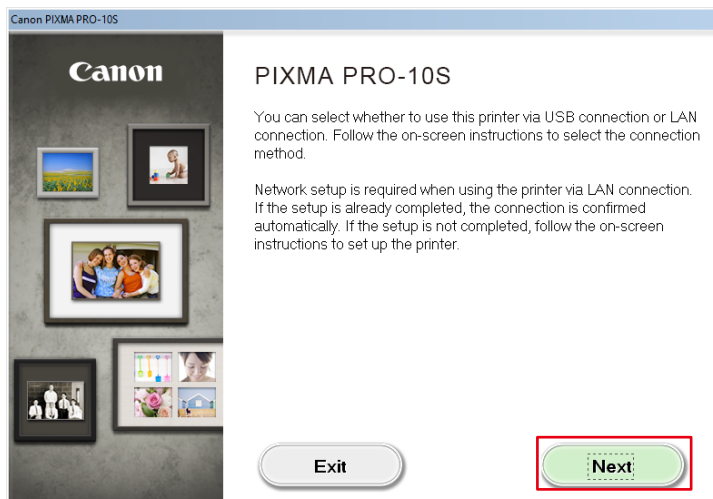 Canon PIXMA PRO-10S
Canon
PIXMA PRO-10S
You can select whether to use this printer via USB connection or LAN
connection. Follow the on-screen instructions to select the connection
method.
Network setup is required when using the printer via LAN connection.
If the setup is already completed, the connection is confirmed
automatically. If the setup is not completed, follow the on-screen
instructions to set up the printer.
Exit
Next